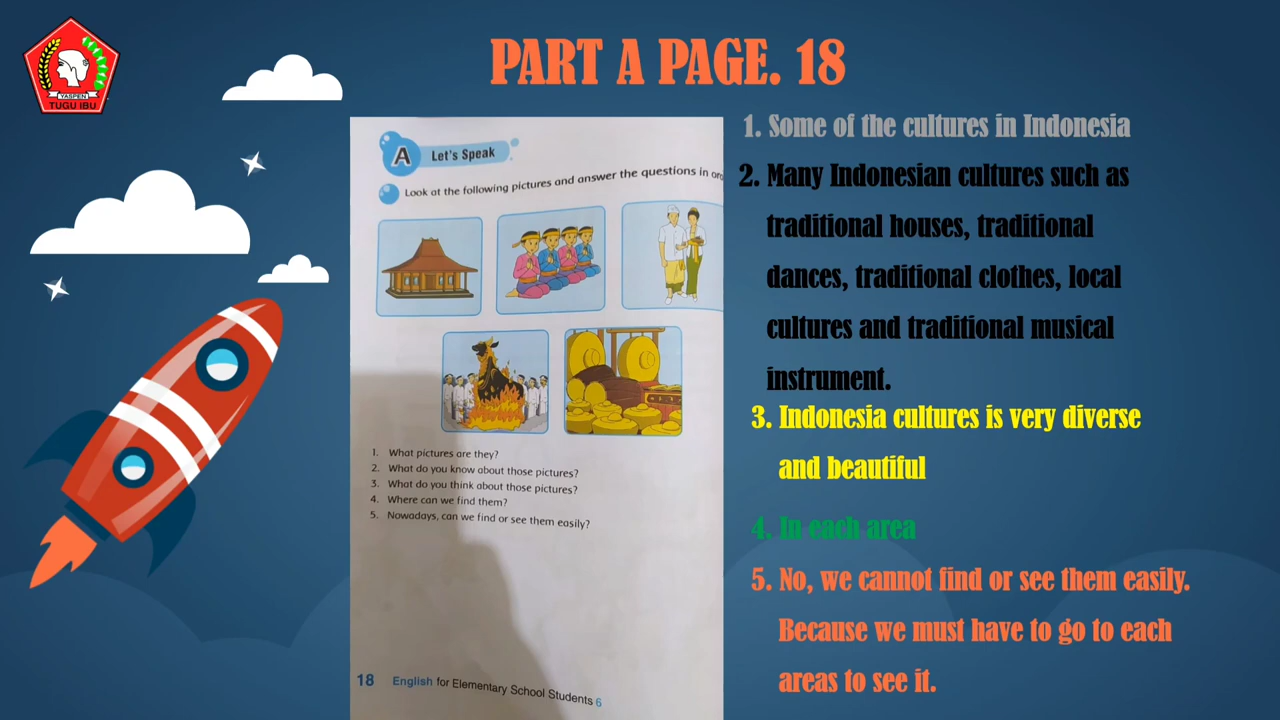 YASPEN
TUGU IBU
PART A PAGE. 18
A Let's Speak
Look at the following pictures and answer the questions in
1. What pictures are they?
2. What do you know about those pictures?
3. What do you think about those pictures?
4. Where can we find them?
5. Nowadays, can we find or see them easily?
18 English for Elementary School Students 6
1. Some of the cultures in Indonesia
2. Many Indonesian cultures such as
traditional houses, traditional
dances, traditional clothes, local
cultures and traditional musical
instrument.
3. Indonesia cultures is very diverse
and beautiful
4. In each area
5. No, we cannot find or see them easily.
Because we must have to go to each
areas to see it.